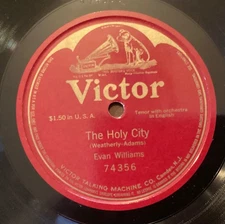 Victor
$1.50 in U.S.A.
Tenor with orchestra
in English
The Holy City
(Weatherly-Adams)
Evan Williams
74356
VICTOR TALKING MACHINE CO. Camden, N.J.